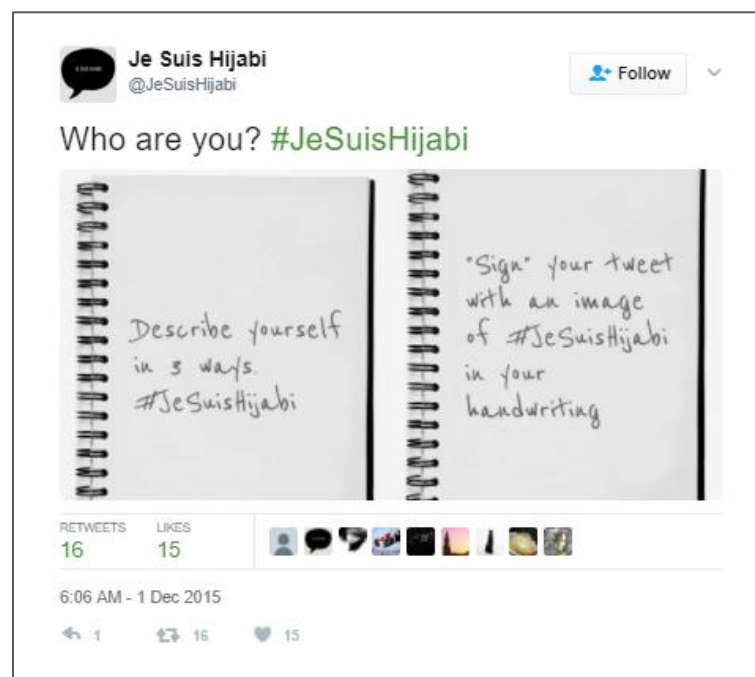 Je Suis Hijabi
@JeSuisHijabi
Follow
Who are you? #JeSuisHijabi
Describe yourself
in 3 ways.
#JeSuisHijabi
"Sign" your tweet
with an image
of #JeSuisHijabi
in your
handwriting
RETWEETS LIKES
16 15
6:06 AM - 1 Dec 2015
1 16 15